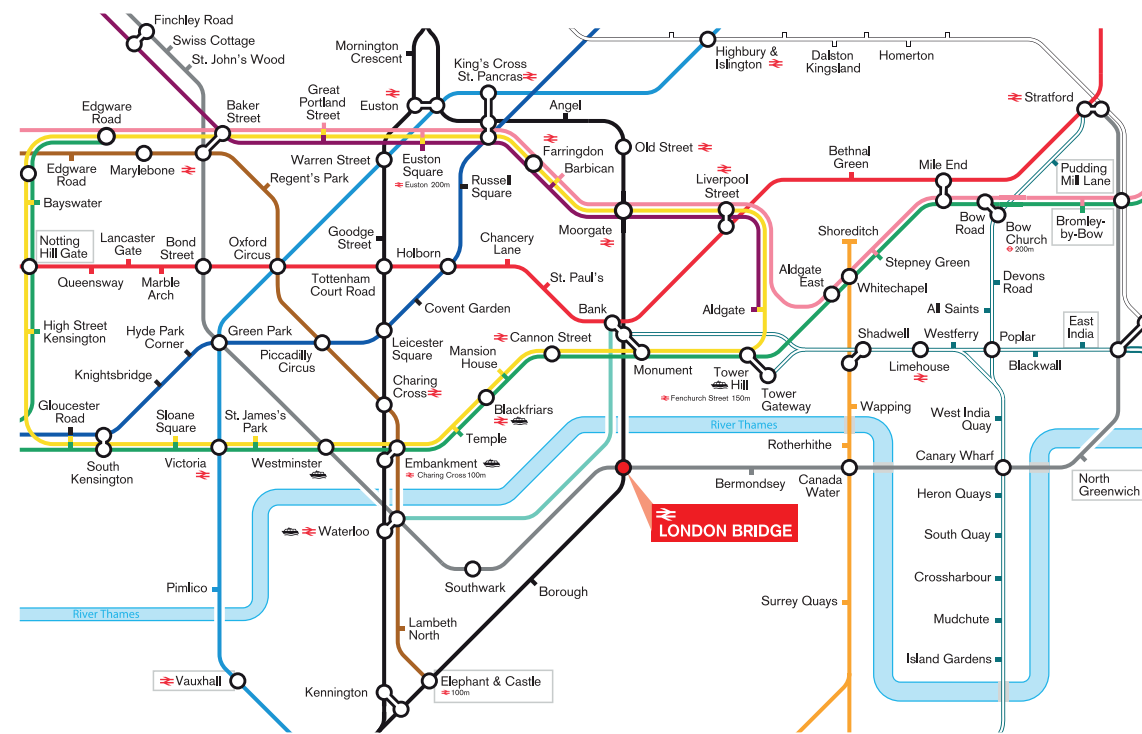 Finchley Road
Swiss Cottage
St. John's Wood
Mornington
Crescent
King's Cross
St. Pancras
Highbury &
Islington
Dalston
Kingsland
Homerton
Edgware
Road
Baker
Street
Great
Portland
Street
Euston
Angel
Stratford
Edgware
Road
Marylebone
Regent's Park
Warren Street
Euston
Square
Euston 200m
Farringdon
Barbican
Old Street
Liverpool
Street
Bethnal
Green
Mile End
Pudding
Mill Lane
Bayswater
Russell
Square
Moorgate
Shoreditch
Bow
Road
Bow
Church
200m
Bromley-
by-Bow
Notting
Hill Gate
Lancaster
Gate
Bond
Street
Oxford
Circus
Goodge
Street
Holborn
Chancery
Lane
Stepney Green
Queensway
Marble
Arch
Tottenham
Court Road
St. Paul's
Aldgate
East
Whitechapel
Devons
Road
High Street
Kensington
Hyde Park
Corner
Green Park
Piccadilly
Circus
Covent Garden
Leicester
Square
Bank
Cannon Street
Mansion
House
Monument
Aldgate
All Saints
Shadwell
Westferry
Poplar
East
India
Knightsbridge
Charing
Cross
Tower
Hill
Fenchurch Street 150m
Tower
Gateway
Limehouse
Blackwall
Gloucester
Road
Sloane
Square
St. James's
Park
Blackfriars
Temple
River Thames
Wapping
West India
Quay
South
Kensington
Victoria
Westminster
Embankment
Charing Cross 100m
Rotherhithe
Canary Wharf
Bermondsey
Canada
Water
North
Greenwich
Heron Quays
Waterloo
LONDON BRIDGE
South Quay
Southwark
Borough
Crossharbour
Pimlico
River Thames
Surrey Quays
Mudchute
Lambeth
North
Island Gardens
Vauxhall
Kennington
Elephant & Castle
100m